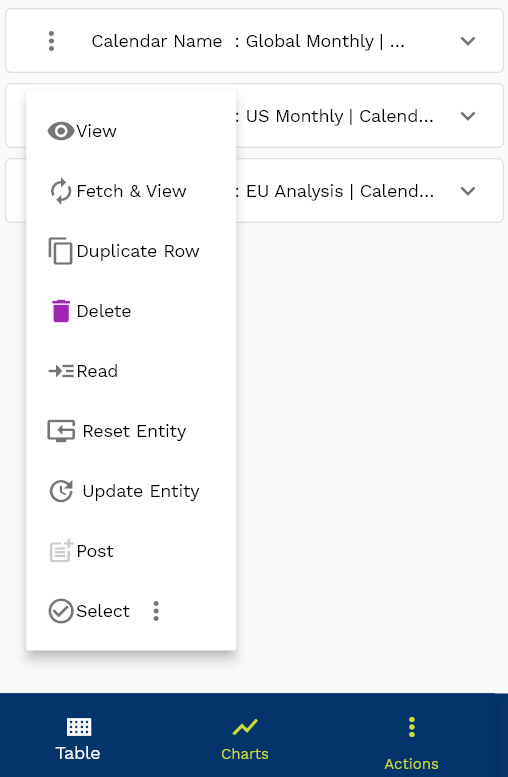 Calendar Name : Global Monthly | ...
: US Monthly | Calend...
: EU Analysis | Calend...
View
Fetch & View
Duplicate Row
Delete
Read
Reset Entity
Update Entity
Post
Select
Table
Charts
Actions